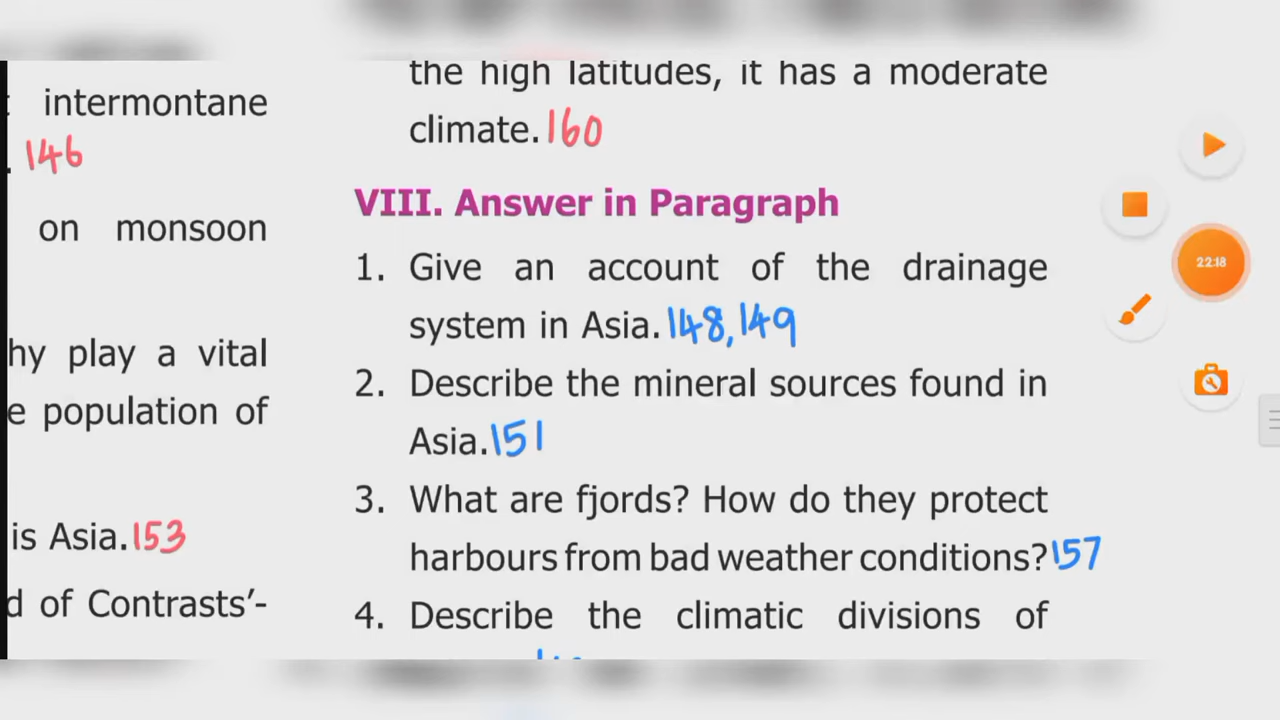 intermontane
. 146
on monsoon
hy play a vital
e population of
is Asia. 153
d of Contrasts'-
the high latitudes, it has a moderate
climate. 160
VIII. Answer in Paragraph
1. Give an account of the drainage
system in Asia. 148, 149
2. Describe the mineral sources found in
Asia. 151
3. What are fjords? How do they protect
harbours from bad weather conditions? 157
4. Describe the climatic divisions of
22:18